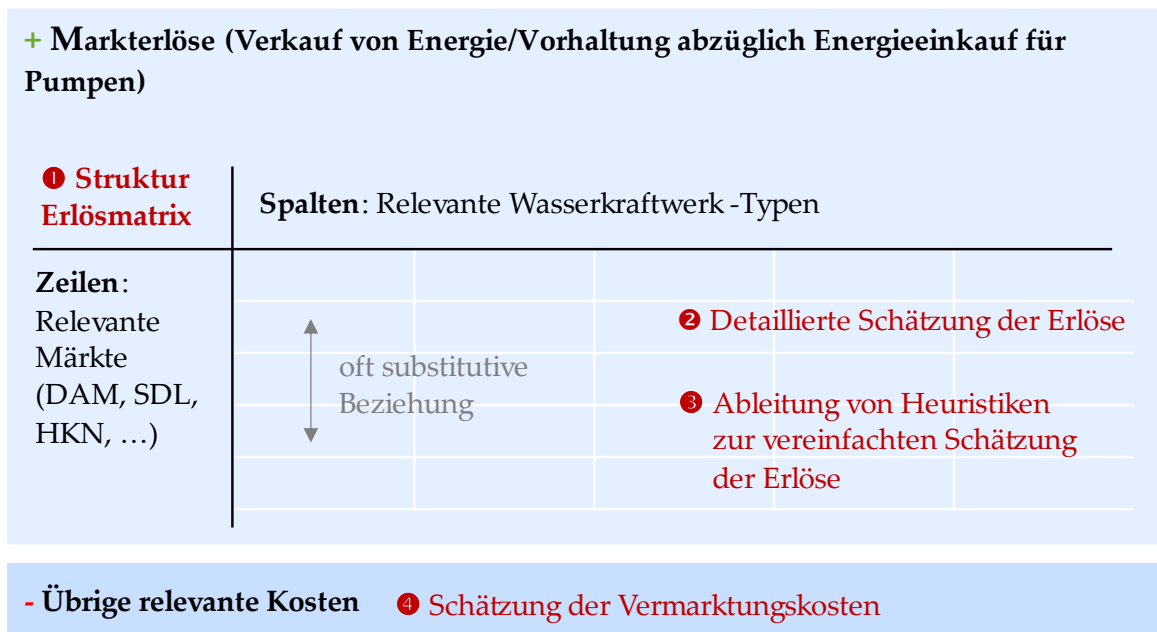 + Markterlöse (Verkauf von Energie/Vorhaltung abzüglich Energieeinkauf für
Pumpen)
❶ Struktur
Erlösmatrix
Spalten: Relevante Wasserkraftwerk -Typen
Zeilen:
Relevante
Märkte
(DAM, SDL,
HKN, …)
oft substitutive
Beziehung
❷ Detaillierte Schätzung der Erlöse
❸ Ableitung von Heuristiken
zur vereinfachten Schätzung
der Erlöse
- Übrige relevante Kosten ❹ Schätzung der Vermarktungskosten